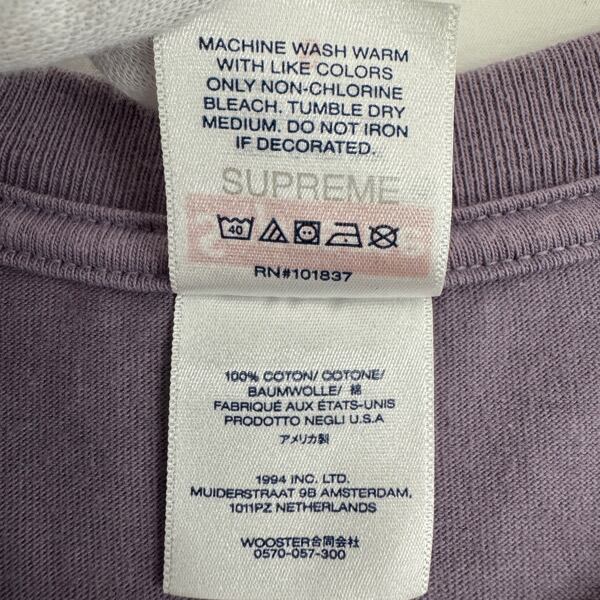 MACHINE WASH WARM
WITH LIKE COLORS
ONLY NON-CHLORINE
BLEACH. TUMBLE DRY
MEDIUM. DO NOT IRON
IF DECORATED.
SUPREME
40
RN#101837
100% COTON/ COTONE/
BAUMWOLLE/ 綿
FABRIQUÉ AUX ÉTATS-UNIS
PRODOTTO NEGLI U.S.A
アメリカ製
1994 INC. LTD.
MUIDERSTRAAT 9B AMSTERDAM,
1011PZ NETHERLANDS
WOOSTER合同会社
0570-057-300